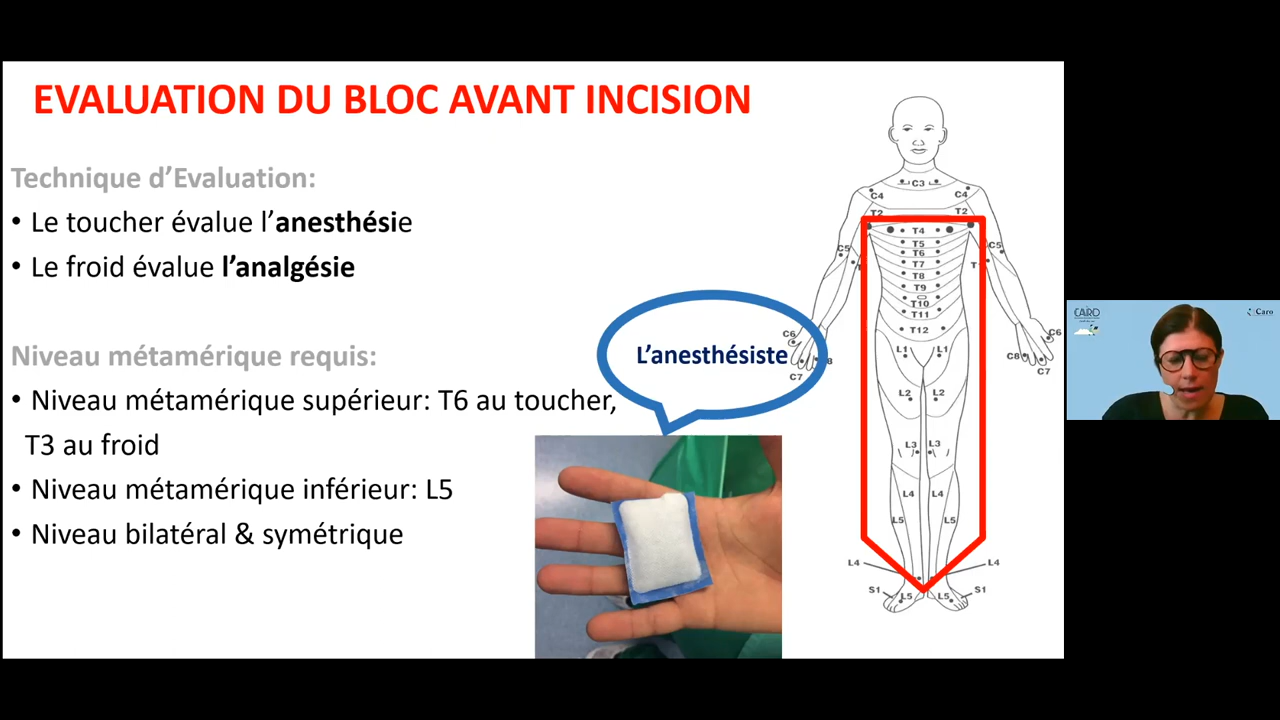 EVALUATION DU BLOC AVANT INCISION
Technique d’Evaluation:
• Le toucher évalue l’anesthésie
• Le froid évalue l’analgésie
Niveau métamérique requis:
• Niveau métamérique supérieur: T6 au toucher,
T3 au froid
• Niveau métamérique inférieur: L5
• Niveau bilatéral & symétrique
L’anesthésiste
C3
C4 C4
T2 T2
T4
C5 T5 C5
T6
T7
T8
T9
T10
T11
T12
C6 C6
C8
C7 C7
L1 L1
L2 L2
L3 L3
L4 L4
L5 L5
L4 L4
S1 S1
L5 L5
CAIRO
Caro